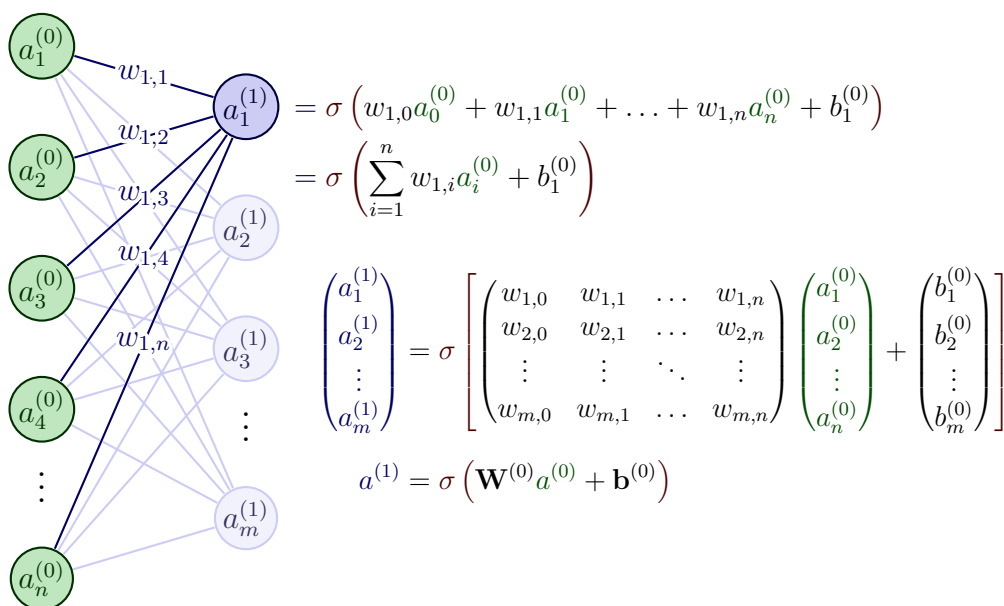 a_1^{(0)}
a_2^{(0)}
a_3^{(0)}
a_4^{(0)}
⋮
a_n^{(0)}
w_{1,1}
w_{1,2}
w_{1,3}
w_{1,4}
w_{1,n}
a_1^{(1)}
a_2^{(1)}
a_3^{(1)}
⋮
a_m^{(1)}
= σ ( w_{1,0} a_0^{(0)} + w_{1,1} a_1^{(0)} + … + w_{1,n} a_n^{(0)} + b_1^{(0)} )
= σ ( ∑_{i=1}^{n} w_{1,i} a_i^{(0)} + b_1^{(0)} )
( a_1^{(1)} a_2^{(1)} ⋮ a_m^{(1)} ) = σ [ ( w_{1,0} w_{1,1} … w_{1,n} w_{2,0} w_{2,1} … w_{2,n} ⋮ ⋮ ⋱ ⋮ w_{m,0} w_{m,1} … w_{m,n} ) ( a_1^{(0)} a_2^{(0)} ⋮ a_n^{(0)} ) + ( b_1^{(0)} b_2^{(0)} ⋮ b_m^{(0)} ) ]
a^{(1)} = σ ( W^{(0)} a^{(0)} + b^{(0)} )